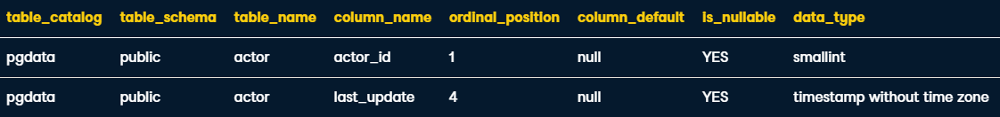 table_catalog table_schema table_name column_name ordinal_position column_default is_nullable data_type
pgdata public actor actor_id 1 null YES smallint
pgdata public actor last_update 4 null YES timestamp without time zone